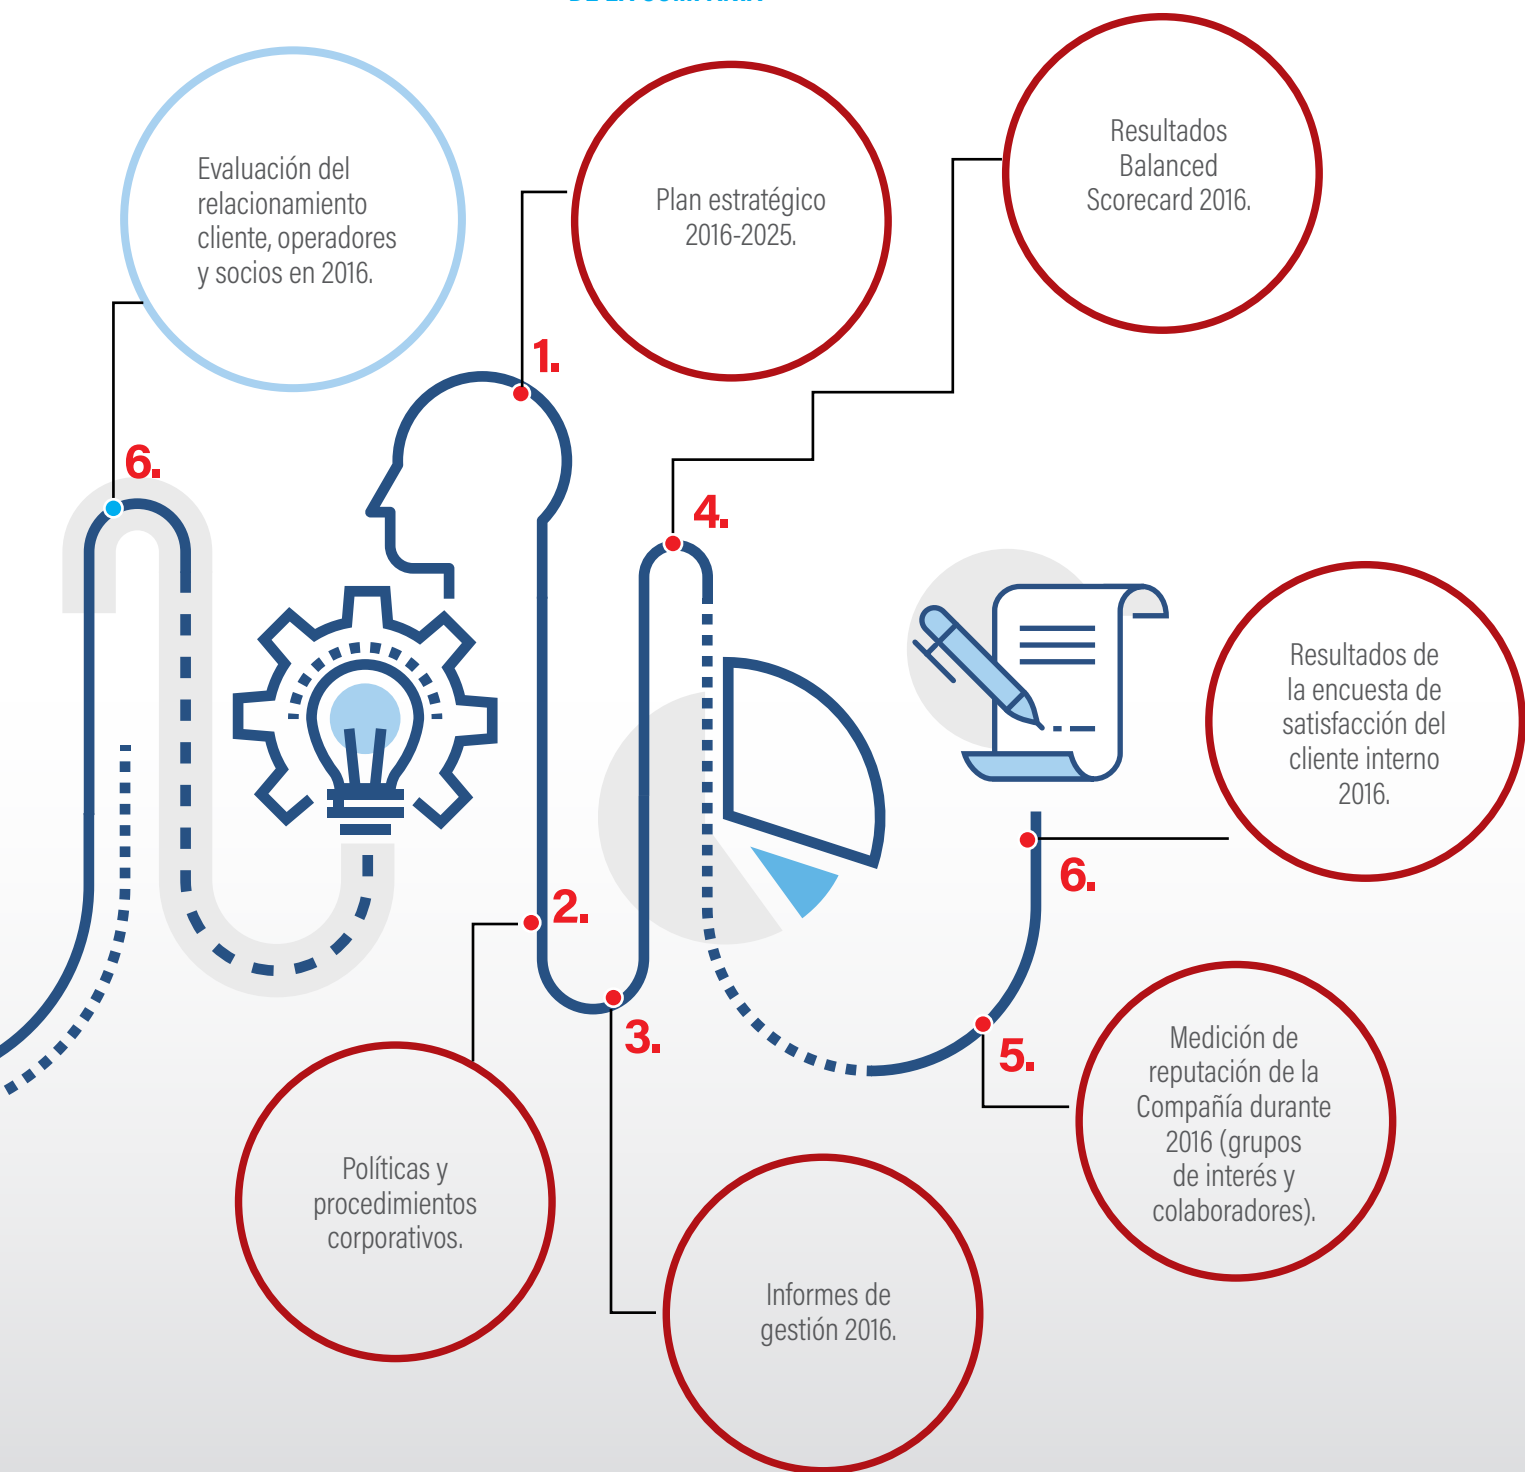 Evaluación del
relacionamiento
cliente, operadores
y socios en 2016.
6.
1.
Plan estratégico
2016-2025.
Resultados
Balanced
Scorecard 2016.
4.
Resultados de
la encuesta de
satisfacción del
cliente interno
2016.
6.
2.
Políticas y
procedimientos
corporativos.
3.
Informes de
gestión 2016.
5.
Medición de
reputación de la
Compañía durante
2016 (grupos
de interés y
colaboradores).